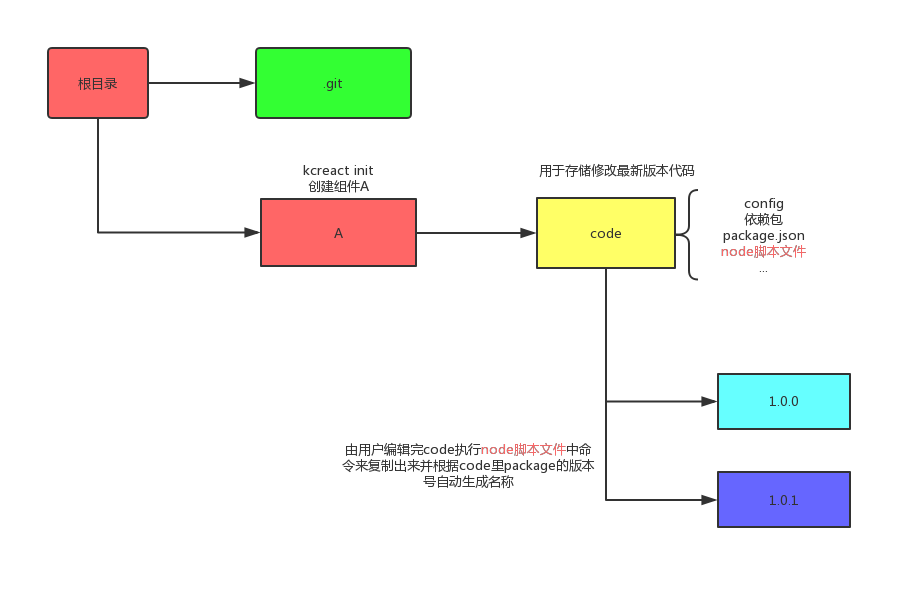 根目录
.git
kcreact init
创建组件A
A
用于存储修改最新版本代码
code
config
依赖包
package.json
node脚本文件
...
1.0.0
由用户编辑完code执行node脚本文件中命
令来复制出来并根据code里package的版本
号自动生成名称
1.0.1